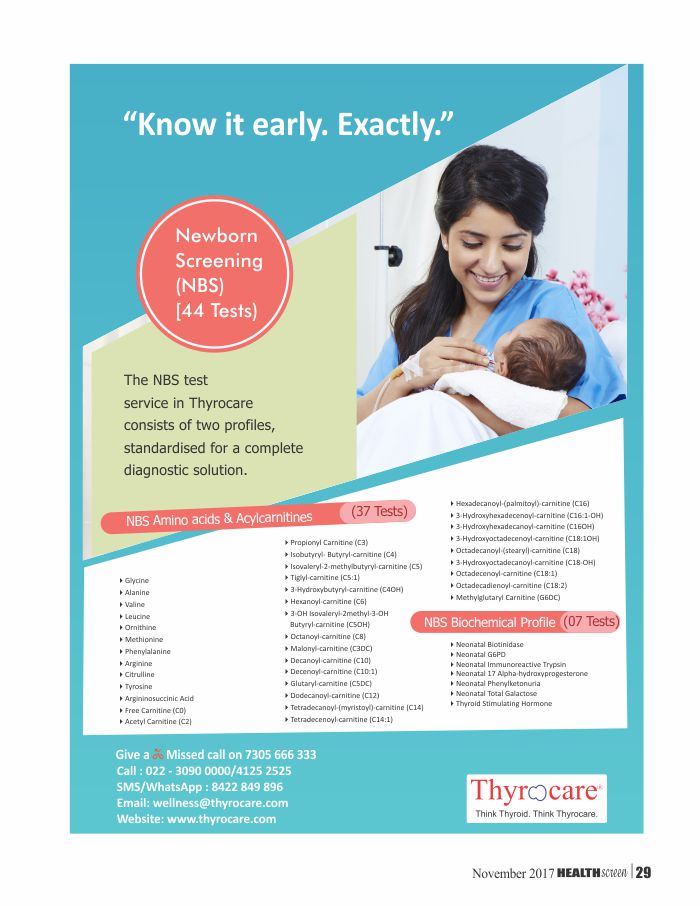 “Know it early. Exactly.”
Newborn
Screening
(NBS)
[44 Tests)
The NBS test
service in Thyrocare
consists of two profiles,
standardised for a complete
diagnostic solution.
NBS Amino acids & Acylcarnitines (37 Tests)
Glycine
Alanine
Valine
Leucine
Ornithine
Methionine
Phenylalanine
Arginine
Citrulline
Tyrosine
Argininosuccinic Acid
Free Carnitine (C0)
Acetyl Carnitine (C2)
Propionyl Carnitine (C3)
Isobutyryl- Butyryl-carnitine (C4)
Isovaleryl-2-methylbutyryl-carnitine (C5)
Tiglyl-carnitine (C5:1)
3-Hydroxybutyryl-carnitine (C4OH)
Hexanoyl-carnitine (C6)
3-OH Isovaleryl-2methyl-3-OH
Butyryl-carnitine (C5OH)
Octanoyl-carnitine (C8)
Malonyl-carnitine (C3DC)
Decanoyl-carnitine (C10)
Decenoyl-carnitine (C10:1)
Glutaryl-carnitine (C5DC)
Dodecanoyl-carnitine (C12)
Tetradecanoyl-(myristoyl)-carnitine (C14)
Tetradecenoyl-carnitine (C14:1)
Hexadecanoyl-(palmitoyl)-carnitine (C16)
3-Hydroxyhexadecenoyl-carnitine (C16:1-OH)
3-Hydroxyhexadecanoyl-carnitine (C16OH)
3-Hydroxyoctadecenoyl-carnitine (C18:1OH)
Octadecanoyl-(stearyl)-carnitine (C18)
3-Hydroxyoctadecanoyl-carnitine (C18-OH)
Octadecenoyl-carnitine (C18:1)
Octadecadienoyl-carnitine (C18:2)
Methylglutaryl Carnitine (G6DC)
NBS Biochemical Profile (07 Tests)
Neonatal Biotinidase
Neonatal G6PD
Neonatal Immunoreactive Trypsin
Neonatal 17 Alpha-hydroxyprogesterone
Neonatal Phenylketonuria
Neonatal Total Galactose
Thyroid Stimulating Hormone
Give a Missed call on 7305 666 333
Call : 022 - 3090 0000/4125 2525
SMS/WhatsApp : 8422 849 896
Email: wellness@thyrocare.com
Website: www.thyrocare.com
Thyrocare®
Think Thyroid. Think Thyrocare.
November 2017 HEALTHscreen | 29